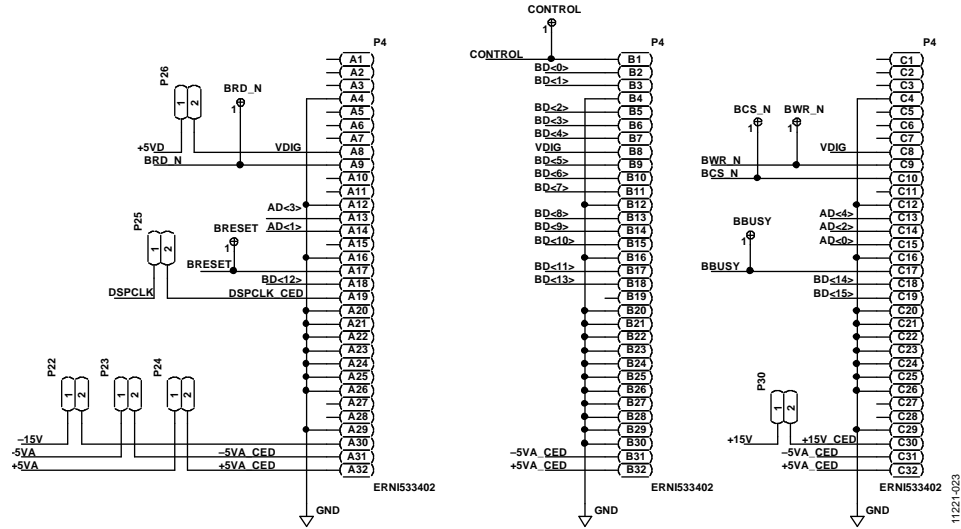 CONTROL
1
P4
CONTROL
P4
P4
A1
A2
A3
A4
A5
A6
A7
A8
A9
A10
A11
A12
A13
A14
A15
A16
A17
A18
A19
A20
A21
A22
A23
A24
A25
A26
A27
A28
A29
A30
A31
A32
P26
1
2
BRD_N
1
+5VD
VDIG
BRD_N
AD<3>
AD<1>
P25
1
2
BRESET
1
BRESET
BD<12>
DSPCLK
DSPCLK_CED
P22
1
2
P23
1
2
P24
1
2
–15V
-5VA
–5VA_CED
+5VA
+5VA_CED
ERNI533402
GND
B1
B2
B3
B4
B5
B6
B7
B8
B9
B10
B11
B12
B13
B14
B15
B16
B17
B18
B19
B20
B21
B22
B23
B24
B25
B26
B27
B28
B29
B30
B31
B32
BD<0>
BD<1>
BD<2>
BD<3>
BD<4>
VDIG
BD<5>
BD<6>
BD<7>
BD<8>
BD<9>
BD<10>
BD<11>
BD<13>
–5VA_CED
+5VA_CED
ERNI533402
GND
C1
C2
C3
C4
C5
C6
C7
C8
C9
C10
C11
C12
C13
C14
C15
C16
C17
C18
C19
C20
C21
C22
C23
C24
C25
C26
C27
C28
C29
C30
C31
C32
BCS_N
1
BWR_N
1
VDIG
BWR_N
BCS_N
AD<4>
AD<2>
AD<0>
BBUSY
1
BBUSY
BD<14>
BD<15>
P30
1
2
+15V
+15V_CED
–5VA_CED
+5VA_CED
ERNI533402
GND
11221-023